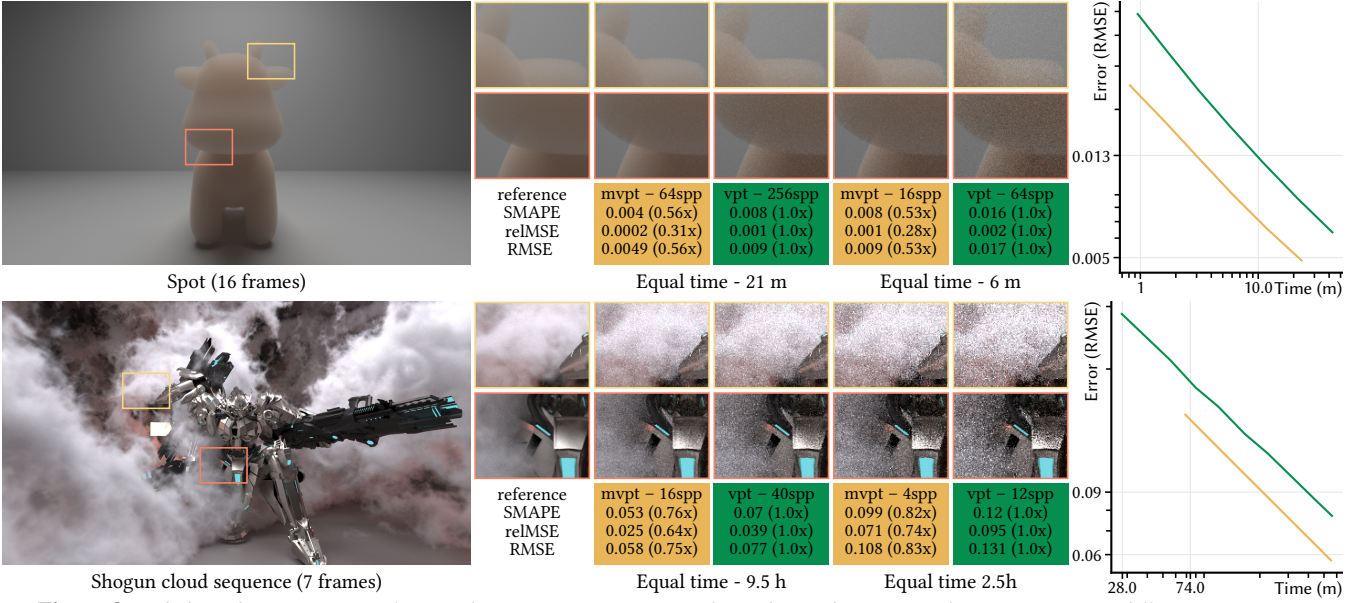 reference
mvpt – 64spp
vpt – 256spp
mvpt – 16spp
vpt – 64spp
SMAPE
0.004 (0.56x)
0.008 (1.0x)
0.008 (0.53x)
0.016 (1.0x)
relMSE
0.0002 (0.31x)
0.001 (1.0x)
0.001 (0.28x)
0.002 (1.0x)
RMSE
0.0049 (0.56x)
0.009 (1.0x)
0.009 (0.53x)
0.017 (1.0x)
Spot (16 frames)
Equal time - 21 m
Equal time - 6 m
Error (RMSE)
0.013
0.005
1
10.0
Time (m)
reference
mvpt – 16spp
vpt – 40spp
mvpt – 4spp
vpt – 12spp
SMAPE
0.053 (0.76x)
0.07 (1.0x)
0.099 (0.82x)
0.12 (1.0x)
relMSE
0.025 (0.64x)
0.039 (1.0x)
0.071 (0.74x)
0.095 (1.0x)
RMSE
0.058 (0.75x)
0.077 (1.0x)
0.108 (0.83x)
0.131 (1.0x)
Shogun cloud sequence (7 frames)
Equal time - 9.5 h
Equal time 2.5h
Error (RMSE)
0.09
0.06
28.0
74.0
Time (m)